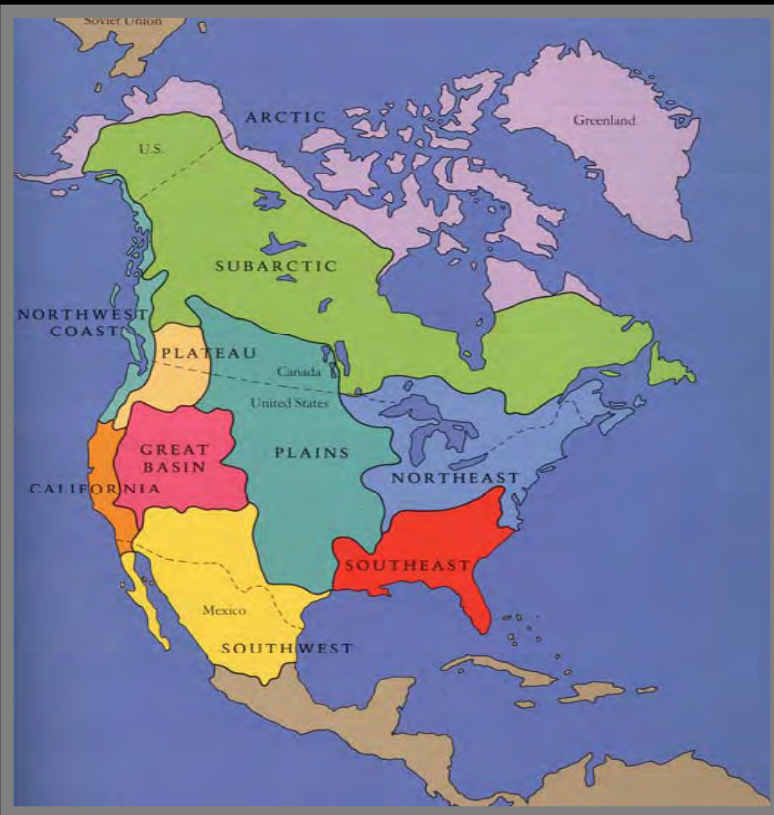 Soviet Union
ARCTIC
Greenland
U.S.
SUBARCTIC
NORTHWEST
COAST
PLATEAU
Canada
United States
GREAT
BASIN
PLAINS
NORTHEAST
CALIFORNIA
SOUTHEAST
Mexico
SOUTHWEST